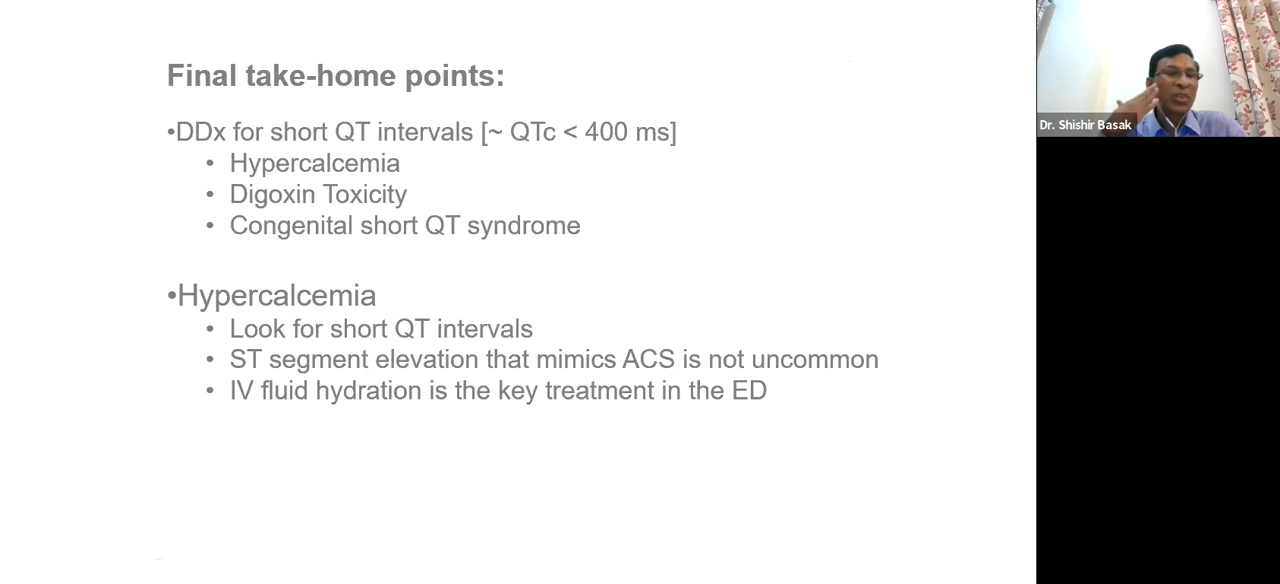 Final take-home points:
•DDx for short QT intervals [~ QTc < 400 ms]
• Hypercalcemia
• Digoxin Toxicity
• Congenital short QT syndrome
•Hypercalcemia
• Look for short QT intervals
• ST segment elevation that mimics ACS is not uncommon
• IV fluid hydration is the key treatment in the ED
Dr. Shishir Basak